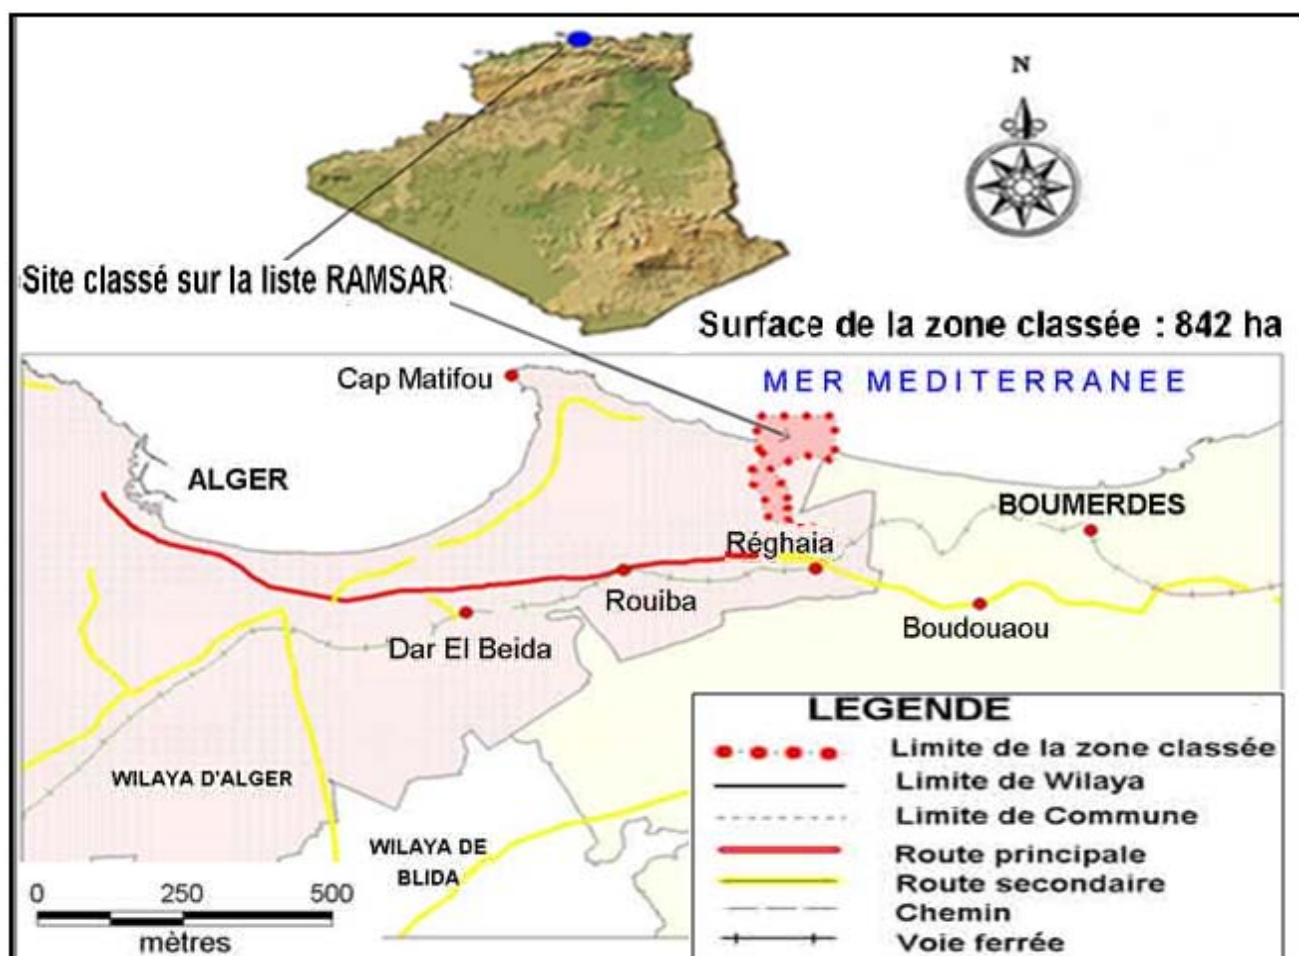 N
Site classé sur la liste RAMSAR
Surface de la zone classée : 842 ha
Cap Matifou
MER MEDITERRANEE
ALGER
BOUMERDES
Réghaia
Rouiba
Boudouaou
Dar El Beida
WILAYA D'ALGER
WILAYA DE
BLIDA
0 250 500
mètres
LEGENDE
Limite de la zone classée
Limite de Wilaya
Limite de Commune
Route principale
Route secondaire
Chemin
Voie ferrée